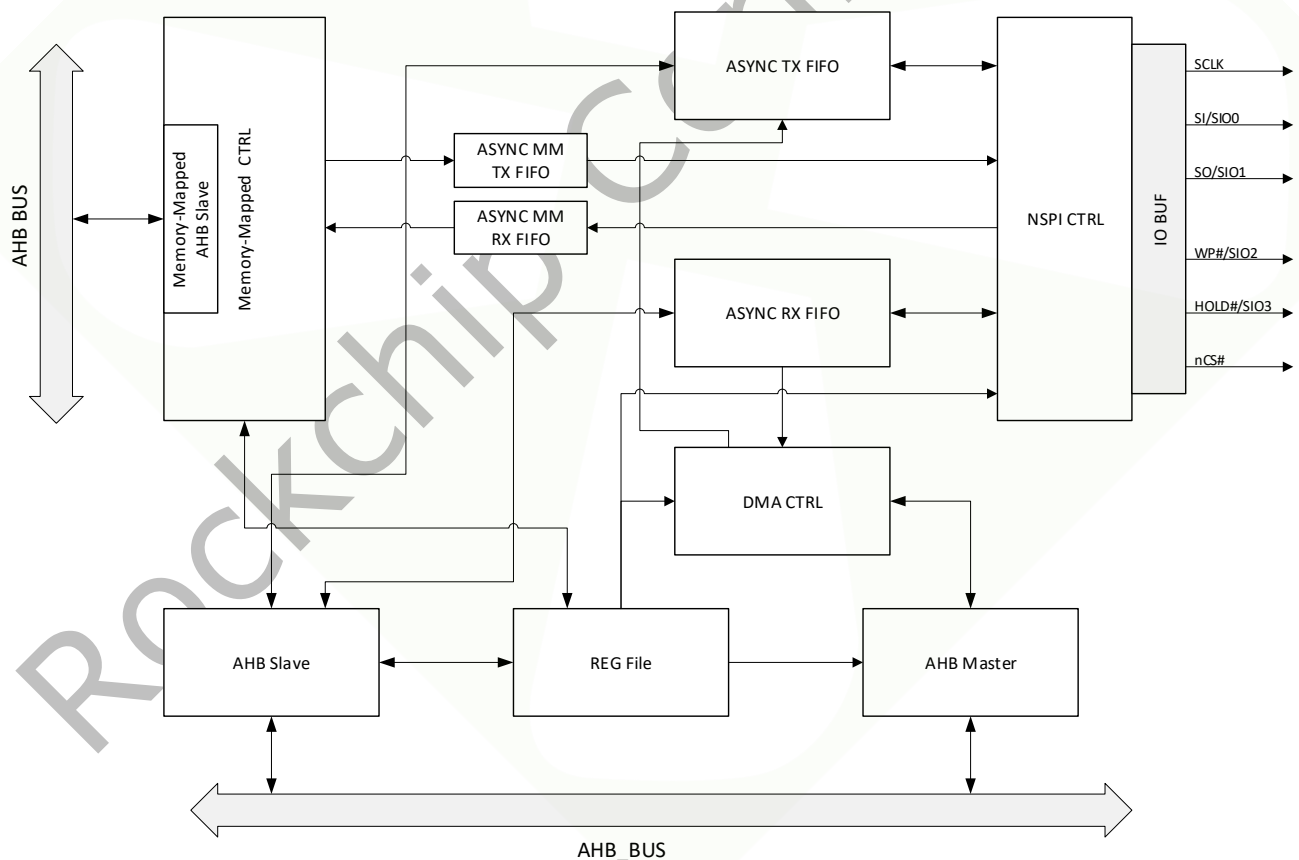 ASYNC TX FIFO
SCLK
SI/SIO0
SO/SIO1
WP#/SIO2
HOLD#/SIO3
nCS#
AHB BUS
Memory-Mapped
AHB Slave
Memory-Mapped CTRL
ASYNC MM
TX FIFO
ASYNC MM
RX FIFO
NSPI CTRL
IO BUF
ASYNC RX FIFO
DMA CTRL
AHB Slave
REG File
AHB Master
AHB_BUS
Rockchip